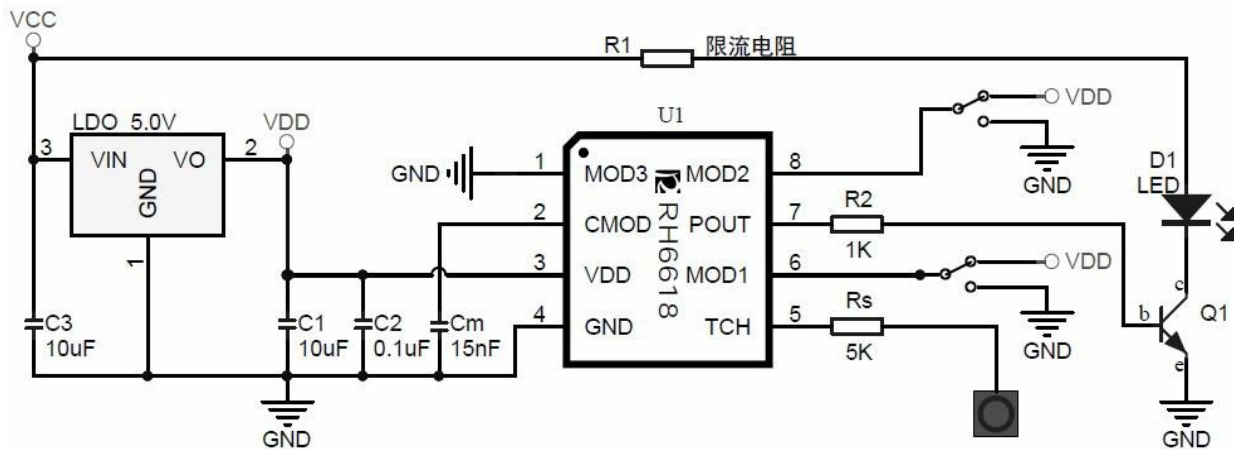 VCC
R1
限流电阻
LDO 5.0V
VDD
U1
VDD
3
VIN
VO
2
GND
1
GND
1
MOD3
MOD2
8
GND
D1
LED
2
CMOD
POUT
7
R2
1K
3
VDD
MOD1
6
VDD
RH6618
C3
10uF
C1
10uF
C2
0.1uF
Cm
15nF
4
GND
TCH
5
Rs
5K
GND
c
b
Q1
e
GND
GND